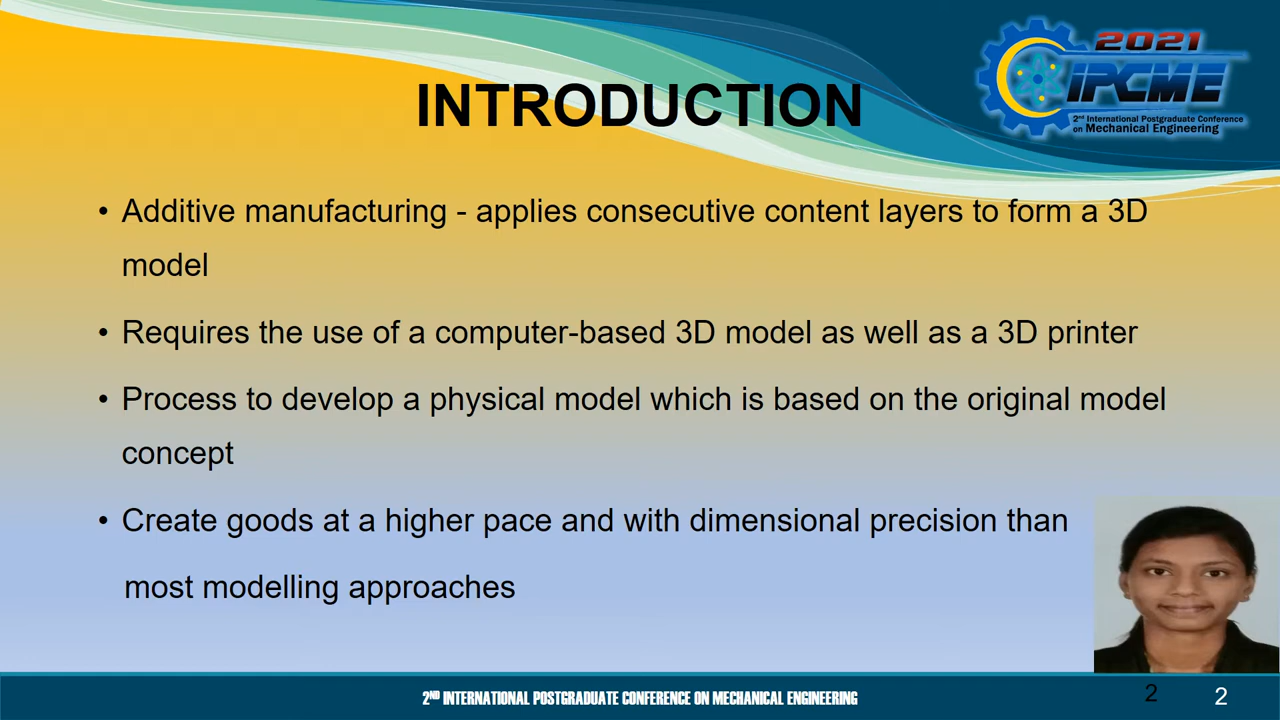 2021
IPCME
2nd International Postgraduate Conference
on Mechanical Engineering
INTRODUCTION
• Additive manufacturing - applies consecutive content layers to form a 3D
model
• Requires the use of a computer-based 3D model as well as a 3D printer
• Process to develop a physical model which is based on the original model
concept
• Create goods at a higher pace and with dimensional precision than
most modelling approaches
2ND INTERNATIONAL POSTGRADUATE CONFERENCE ON MECHANICAL ENGINEERING
2
2